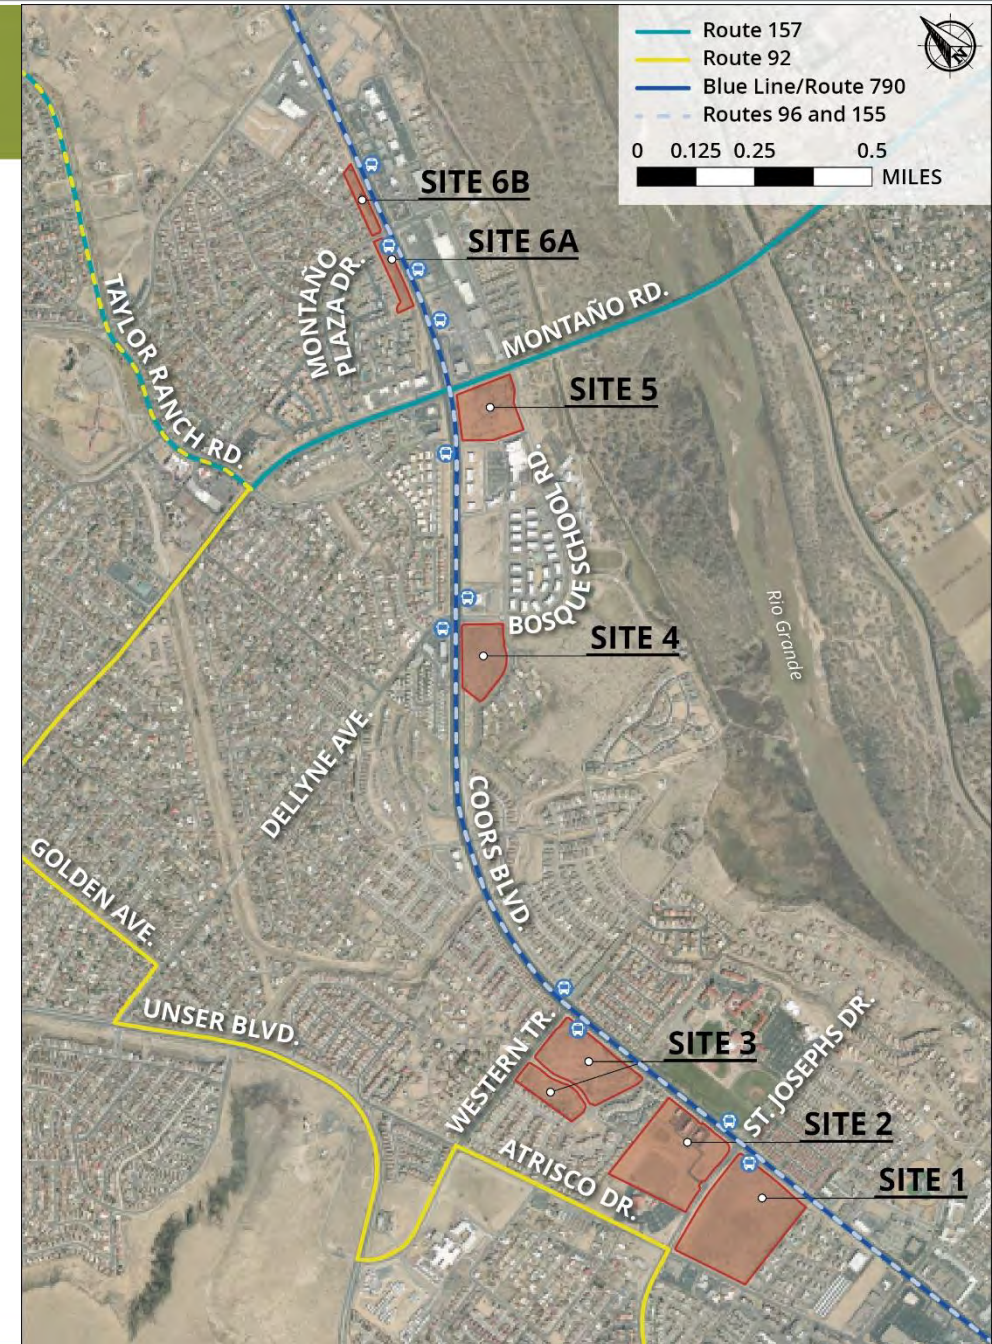 Route 157
Route 92
Blue Line/Route 790
Routes 96 and 155
0 0.125 0.25 0.5
MILES
N
SITE 6B
SITE 6A
MONTAÑO
PLAZA DR.
TAYLOR RANCH RD.
MONTAÑO RD.
SITE 5
BOSQUE SCHOOL RD.
SITE 4
Rio Grande
DELLYNE AVE.
COORS BLVD.
GOLDEN AVE.
UNSER BLVD.
WESTERN TR.
SITE 3
ST. JOSEPHS DR.
SITE 2
ATRISCO DR.
SITE 1